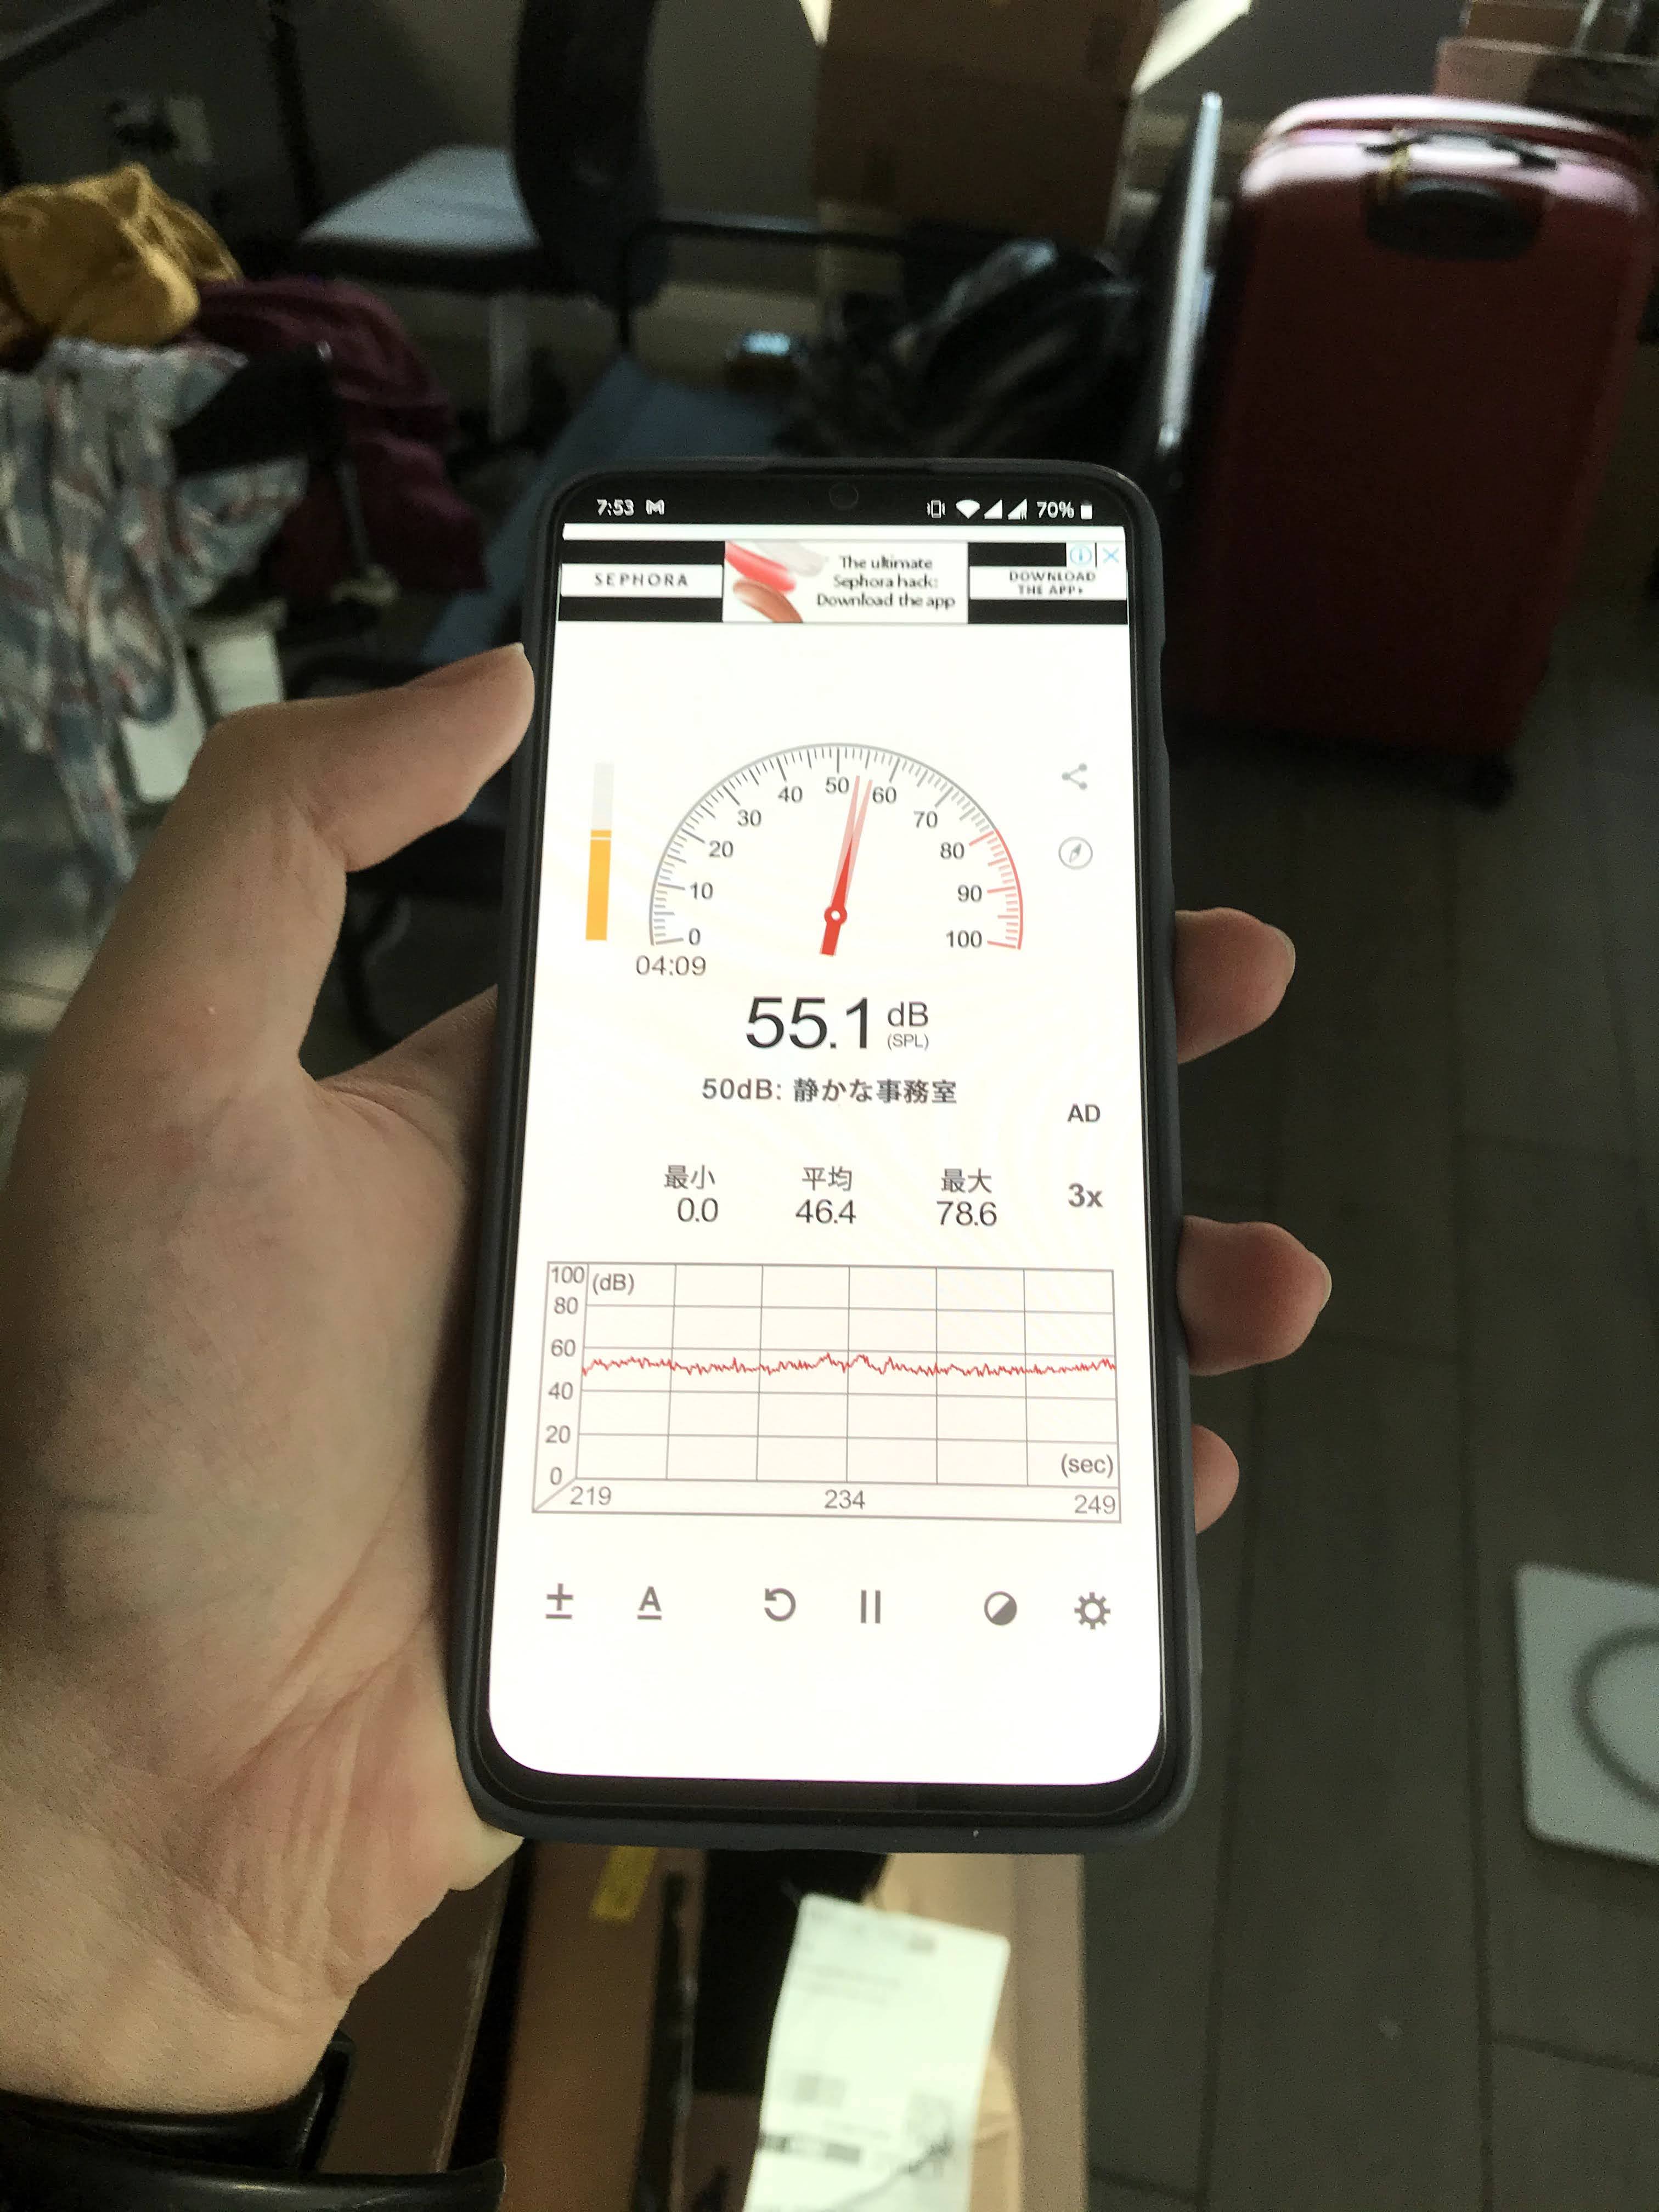 7:53 70%
SEPHORA
The ultimate
Sephora hack:
Download the app
DOWNLOAD
THE APP
0 10 20 30 40 50 60 70 80 90 100
04:09
55.1 dB
(SPL)
50dB: 静かな事務室
AD
最小 平均 最大
0.0 46.4 78.6
3x
100 (dB)
80
60
40
20
0
(sec)
219 234 249
A